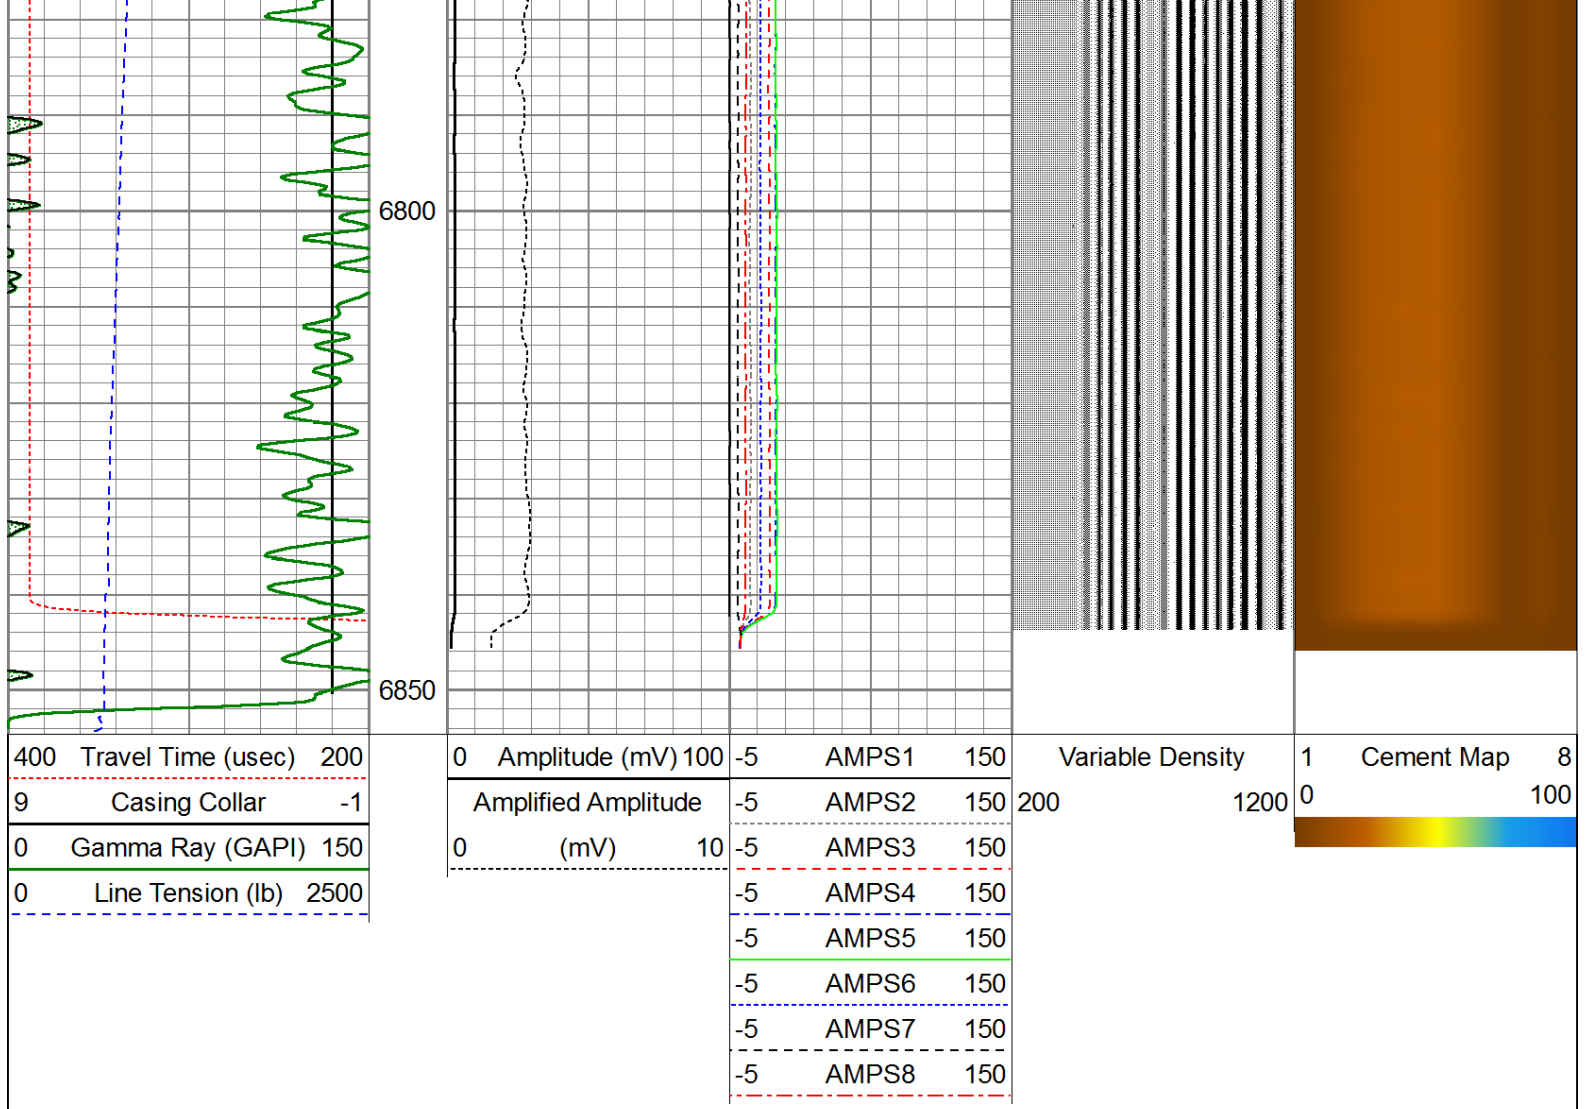 6800
6850
400 Travel Time (usec) 200
9 Casing Collar -1
0 Gamma Ray (GAPI) 150
0 Line Tension (lb) 2500
0 Amplitude (mV) 100
Amplified Amplitude
0 (mV) 10
-5 AMPS1 150
-5 AMPS2 150
-5 AMPS3 150
-5 AMPS4 150
-5 AMPS5 150
-5 AMPS6 150
-5 AMPS7 150
-5 AMPS8 150
Variable Density
200 1200
1 Cement Map 8
0 100